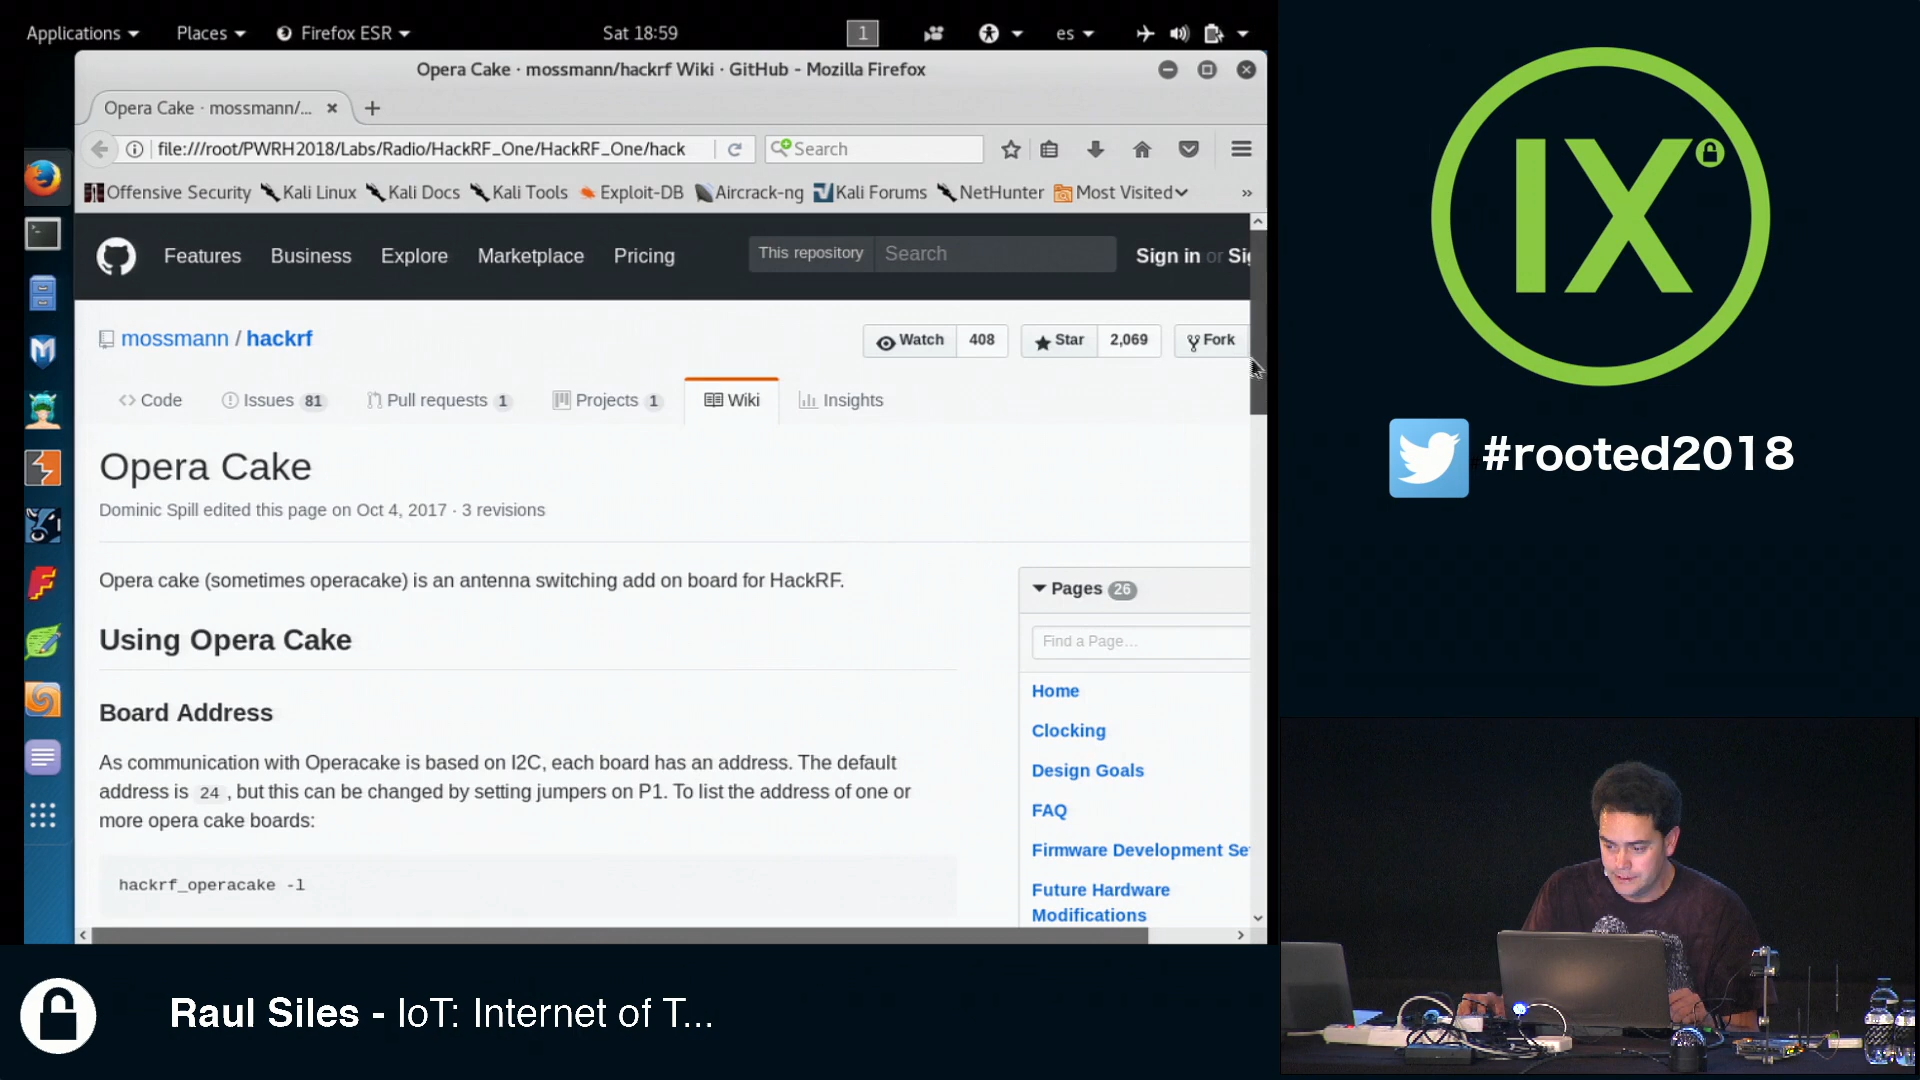 Applications
Places
Firefox ESR
Sat 18:59
1
es
Opera Cake · mossmann/hackrf Wiki · GitHub - Mozilla Firefox
Opera Cake · mossmann/...
file:///root/PWRH2018/Labs/Radio/HackRF_One/HackRF_One/hack
Search
Offensive Security
Kali Linux
Kali Docs
Kali Tools
Exploit-DB
Aircrack-ng
Kali Forums
NetHunter
Most Visited
Features
Business
Explore
Marketplace
Pricing
This repository
Search
Sign in or Sig
mossmann / hackrf
Watch 408
Star 2,069
Fork
Code
Issues 81
Pull requests 1
Projects 1
Wiki
Insights
Opera Cake
Dominic Spill edited this page on Oct 4, 2017 · 3 revisions
Opera cake (sometimes operacake) is an antenna switching add on board for HackRF.
Using Opera Cake
Board Address
As communication with Operacake is based on I2C, each board has an address. The default
address is 24 , but this can be changed by setting jumpers on P1. To list the address of one or
more opera cake boards:
hackrf_operacake -l
Pages 26
Find a Page...
Home
Clocking
Design Goals
FAQ
Firmware Development Se
Future Hardware
Modifications
IX
#rooted2018
Raul Siles - IoT: Internet of T...